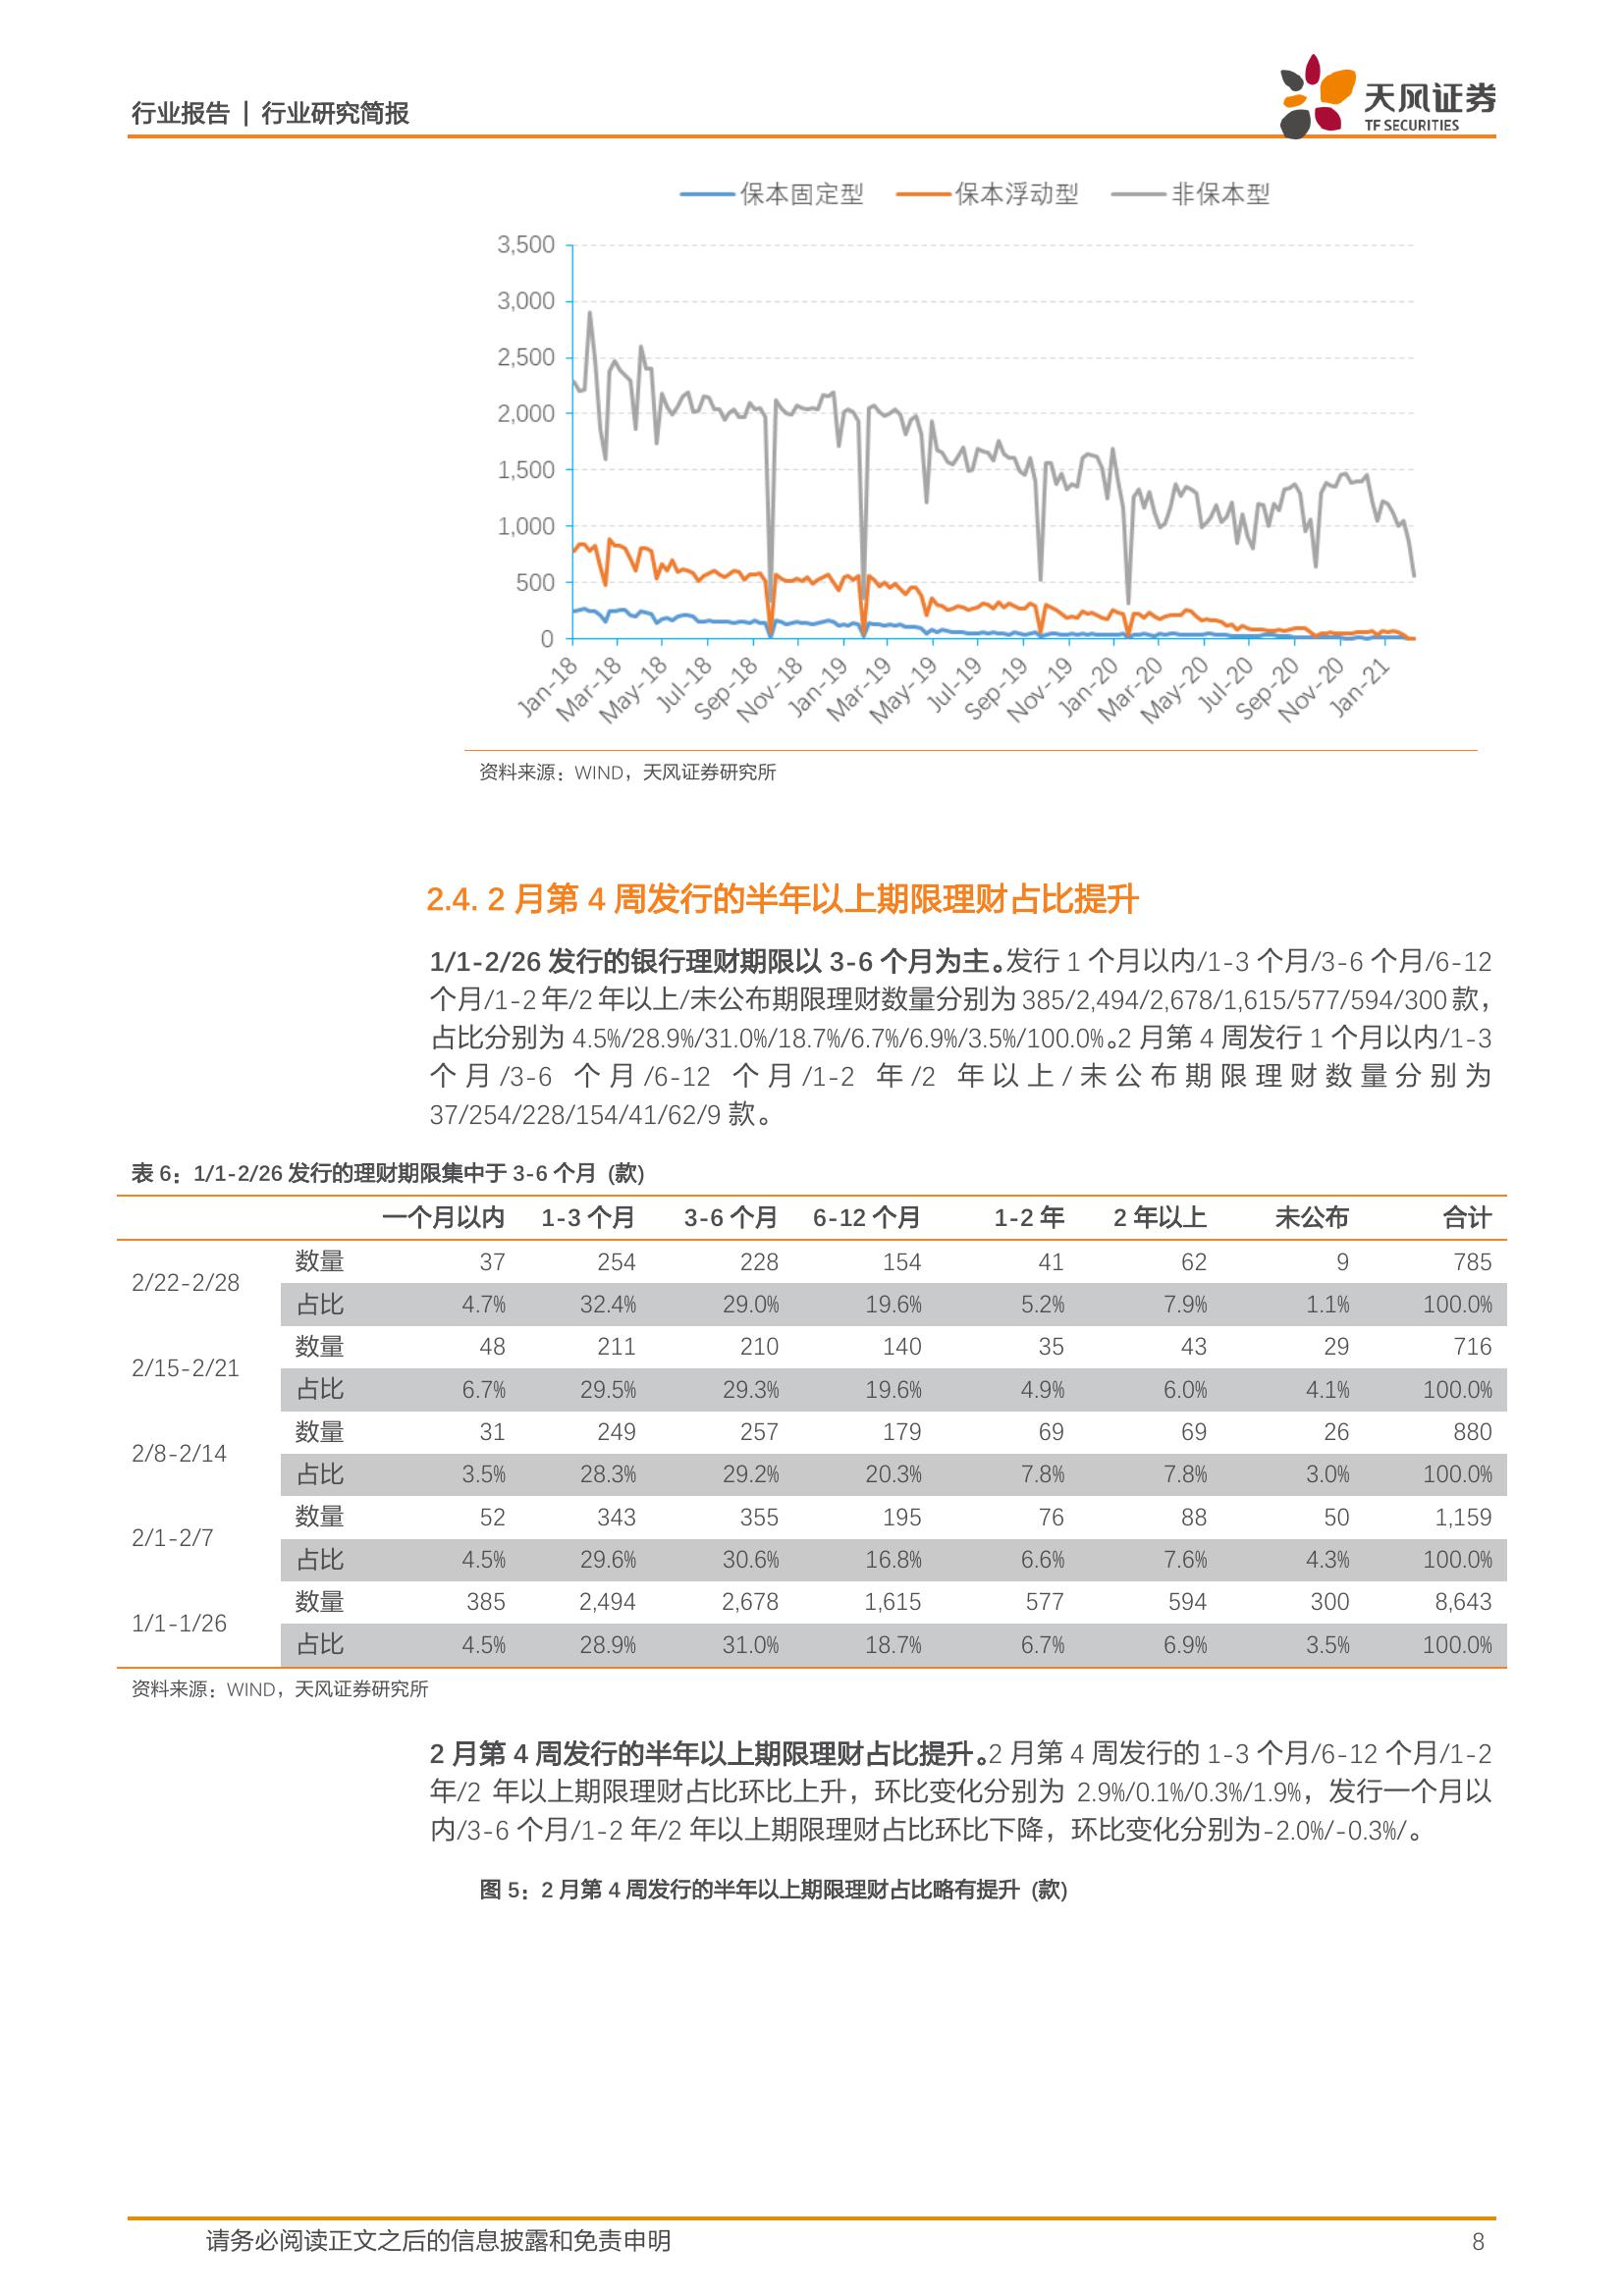 行业报告 | 行业研究简报
天风证券
TF SECURITIES
保本固定型 保本浮动型 非保本型
3,500
3,000
2,500
2,000
1,500
1,000
500
0
Jan-18 Mar-18 May-18 Jul-18 Sep-18 Nov-18 Jan-19 Mar-19 May-19 Jul-19 Sep-19 Nov-19 Jan-20 Mar-20 May-20 Jul-20 Sep-20 Nov-20 Jan-21
资料来源：WIND，天风证券研究所
2.4. 2 月第 4 周发行的半年以上期限理财占比提升
1/1-2/26 发行的银行理财期限以 3-6 个月为主。发行 1 个月以内/1-3 个月/3-6 个月/6-12
个月/1-2 年/2 年以上/未公布期限理财数量分别为 385/2,494/2,678/1,615/577/594/300 款，
占比分别为 4.5%/28.9%/31.0%/18.7%/6.7%/6.9%/3.5%/100.0%。2 月第 4 周发行 1 个月以内/1-3
个月/3-6 个月/6-12 个月/1-2 年/2 年以上/未公布期限理财数量分别为
37/254/228/154/41/62/9 款。
表 6：1/1-2/26 发行的理财期限集中于 3-6 个月（款）
一个月以内 1-3 个月 3-6 个月 6-12 个月 1-2 年 2 年以上 未公布 合计
2/22-2/28 数量 37 254 228 154 41 62 9 785
占比 4.7% 32.4% 29.0% 19.6% 5.2% 7.9% 1.1% 100.0%
2/15-2/21 数量 48 211 210 140 35 43 29 716
占比 6.7% 29.5% 29.3% 19.6% 4.9% 6.0% 4.1% 100.0%
2/8-2/14 数量 31 249 257 179 69 69 26 880
占比 3.5% 28.3% 29.2% 20.3% 7.8% 7.8% 3.0% 100.0%
2/1-2/7 数量 52 343 355 195 76 88 50 1,159
占比 4.5% 29.6% 30.6% 16.8% 6.6% 7.6% 4.3% 100.0%
1/1-1/26 数量 385 2,494 2,678 1,615 577 594 300 8,643
占比 4.5% 28.9% 31.0% 18.7% 6.7% 6.9% 3.5% 100.0%
资料来源：WIND，天风证券研究所
2 月第 4 周发行的半年以上期限理财占比提升。2 月第 4 周发行的 1-3 个月/6-12 个月/1-2
年/2 年以上期限理财占比环比上升，环比变化分别为 2.9%/0.1%/0.3%/1.9%，发行一个月以
内/3-6 个月/1-2 年/2 年以上期限理财占比环比下降，环比变化分别为-2.0%/-0.3%/。
图 5：2 月第 4 周发行的半年以上期限理财占比略有提升（款）
请务必阅读正文之后的信息披露和免责申明 8